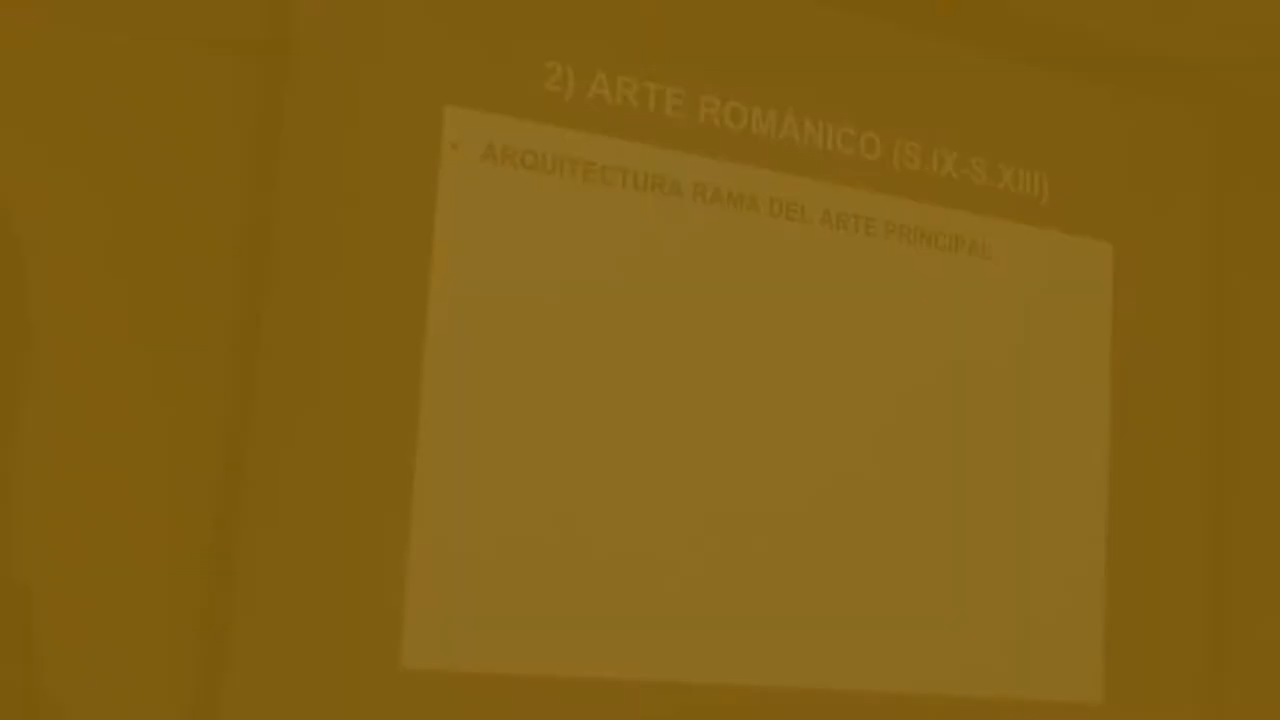 2) ARTE ROMÁNICO (S.IX-S.XIII)
• ARQUITECTURA RAMA DEL ARTE PRINCIPAL